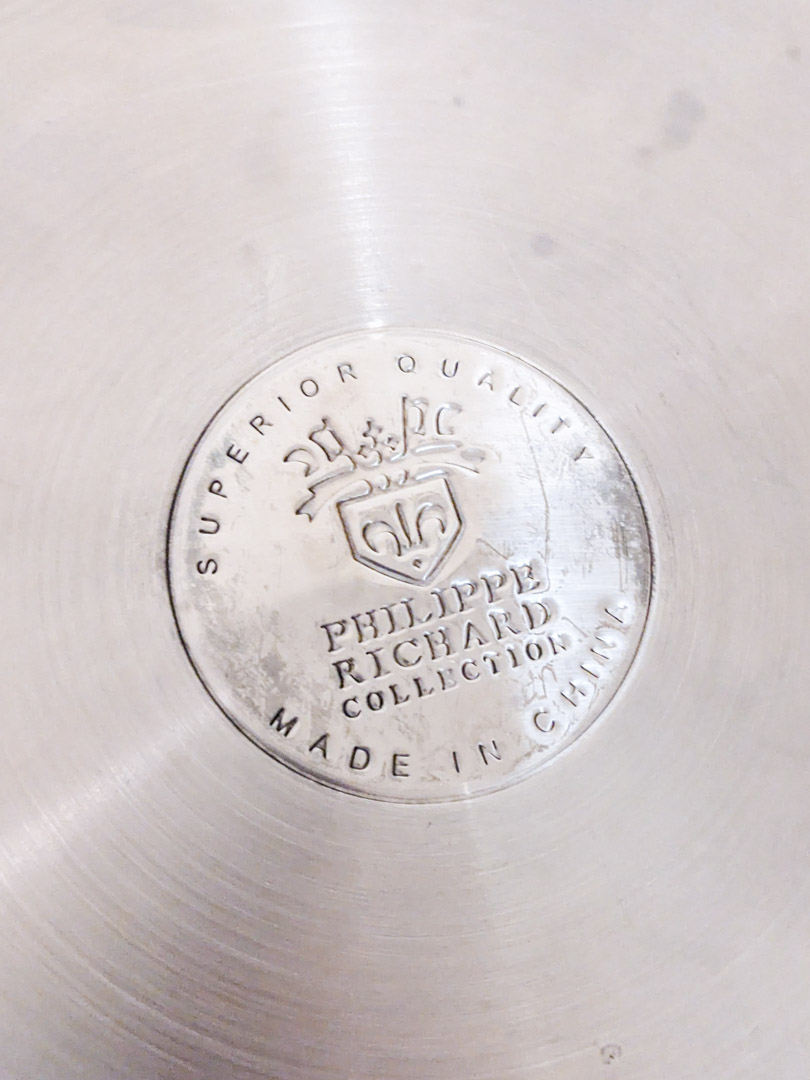 SUPERIOR QUALITY
PHILIPPE
RICHARD
COLLECTION
MADE IN CHINA